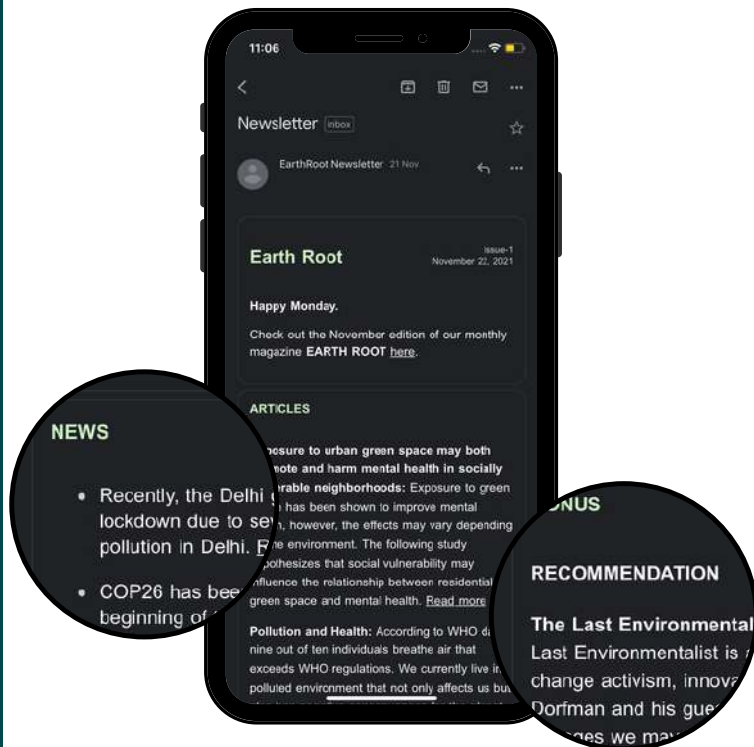 11:06
Newsletter Inbox
EarthRoot Newsletter 21 Nov
Earth Root
Issue-1
November 22, 2021
Happy Monday.
Check out the November edition of our monthly
magazine EARTH ROOT here.
ARTICLES
posure to urban green space may both
mote and harm mental health in socially
erable neighborhoods: Exposure to green
has been shown to improve mental
however, the effects may vary depending
e environment. The following study
pothesizes that social vulnerability may
nfluence the relationship between residential
green space and mental health. Read more
Pollution and Health: According to WHO da
nine out of ten individuals breathe air that
exceeds WHO regulations. We currently live in
polluted environment that not only affects us but
NEWS
• Recently, the Delhi g
lockdown due to se
pollution in Delhi. R
• COP26 has bee
beginning of
ONUS
RECOMMENDATION
The Last Environmental
Last Environmentalist is a
change activism, innova
Dorfman and his gue
ges we may